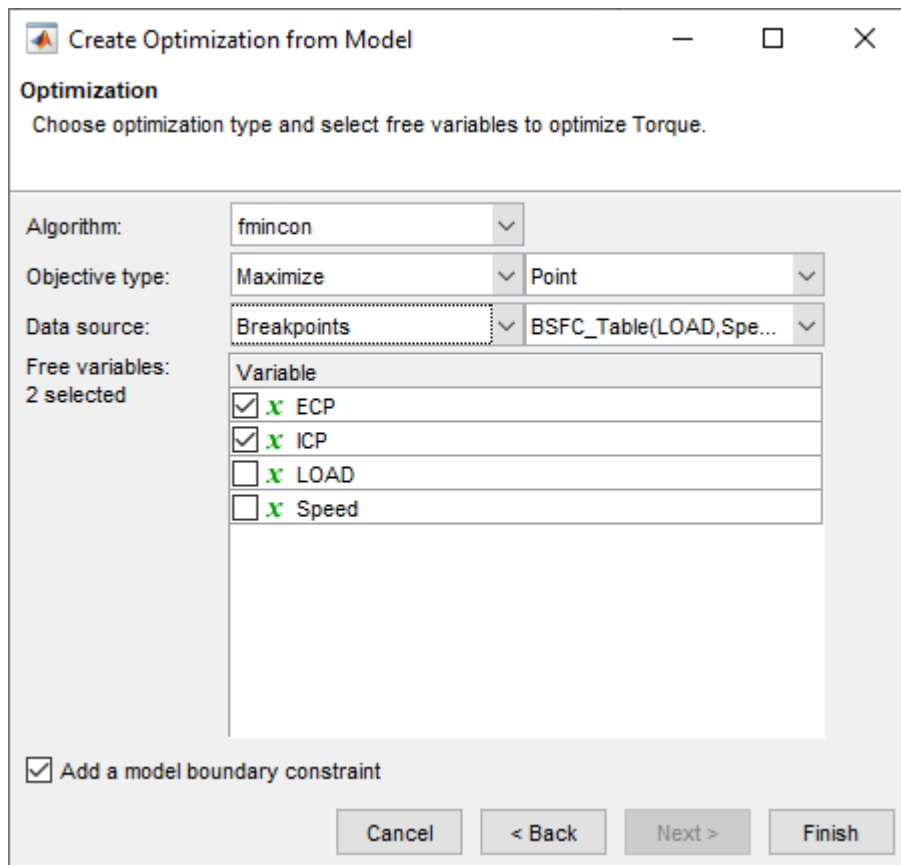 Create Optimization from Model
Optimization
Choose optimization type and select free variables to optimize Torque.
Algorithm: fmincon
Objective type: Maximize Point
Data source: Breakpoints BSFC_Table(LOAD,Spe...
Free variables:
2 selected
Variable
x ECP
x ICP
x LOAD
x Speed
Add a model boundary constraint
Cancel < Back Next > Finish